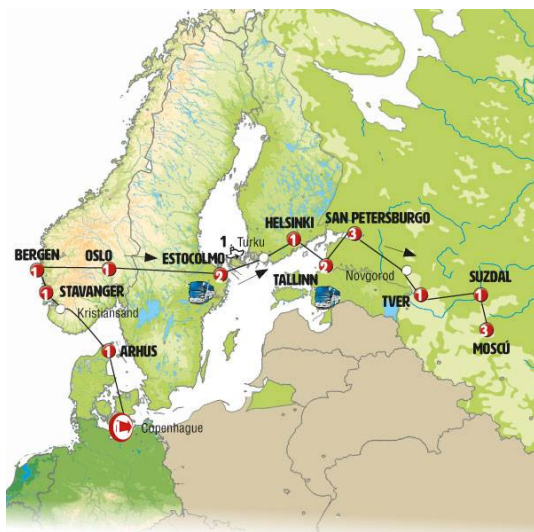 SAN PETERSBURGO
3
HELSINKI
1
1
Turku
BERGEN
1
OSLO
1
ESTOCOLMO
2
2
TALLINN
Novgorod
SUZDAL
1
STAVANGER
1
TVER
1
Kristiansand
3
MOSCÚ
1
ARHUS
1
Copenhague